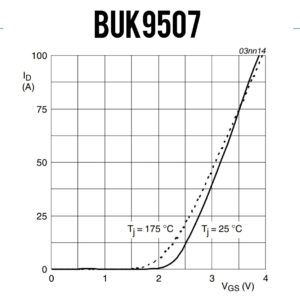 BUK9507
03nn14
100
I_D
(A)
75
50
25
T_j = 175 °C
T_j = 25 °C
0
0 1 2 3 4
V_GS (V)